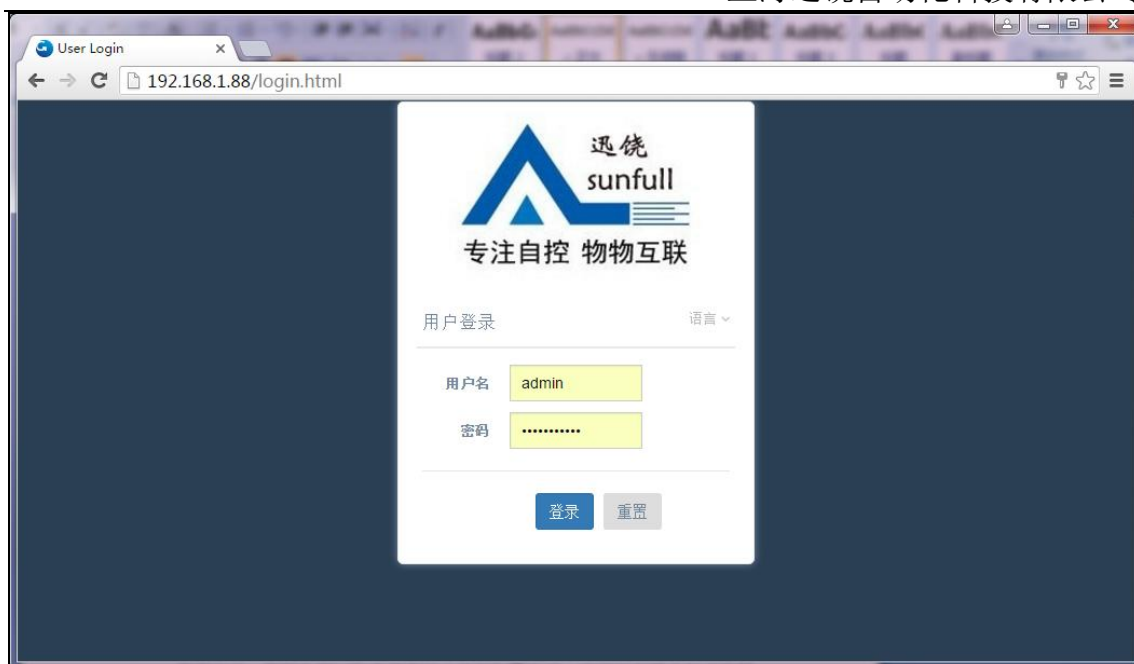 User Login
192.168.1.88/login.html
迅饶
sunfull
专注自控 物物互联
用户登录
语言
用户名
admin
密码
登录
重置